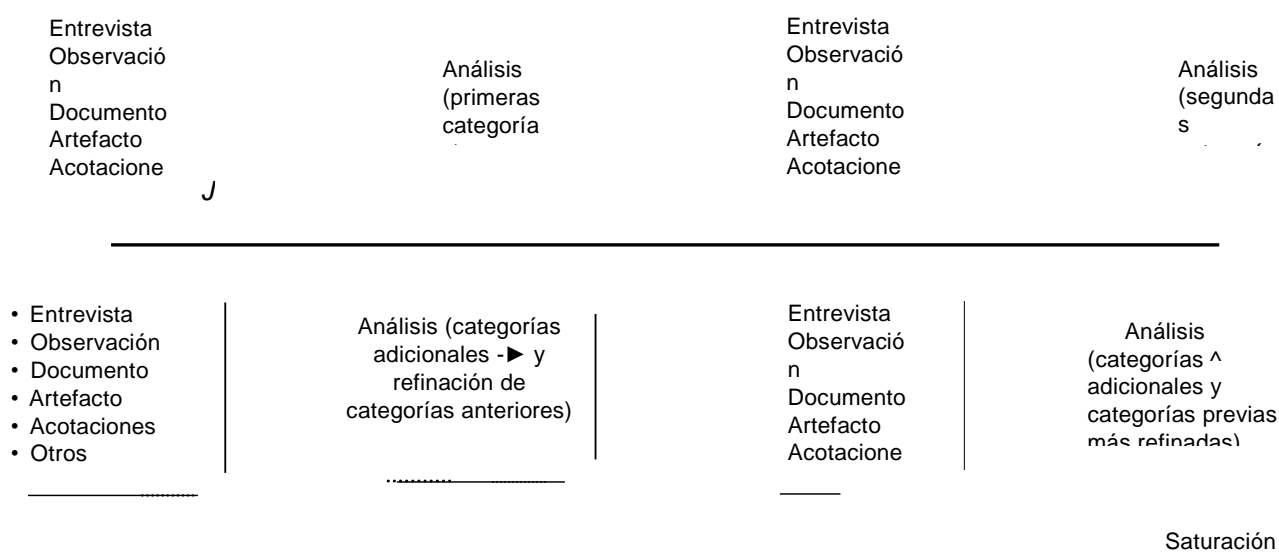 Entrevista
Observació
n
Documento
Artefacto
Acotacione
J
Análisis
(primeras
categoría
Entrevista
Observació
n
Documento
Artefacto
Acotacione
Análisis
(segunda
s
• Entrevista
• Observación
• Documento
• Artefacto
• Acotaciones
• Otros
Análisis (categorías
adicionales -► y
refinación de
categorías anteriores)
Entrevista
Observació
n
Documento
Artefacto
Acotacione
Análisis
(categorías ^
adicionales y
categorías previas
más refinadas)
Saturación